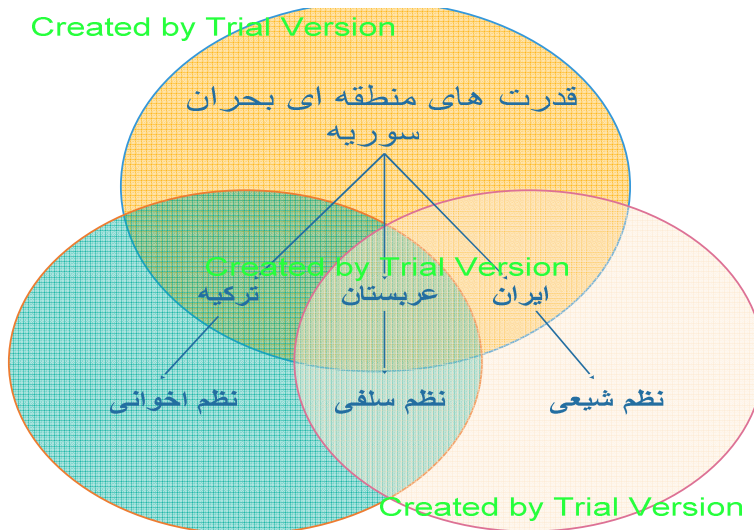 Created by Trial Version
قدرت های منطقه ای بحران
سوریه
Created by Trial Version
ایران
عربستان
ترکیه
نظم شیعی
نظم سلفی
نظم اخوانی
Created by Trial Version